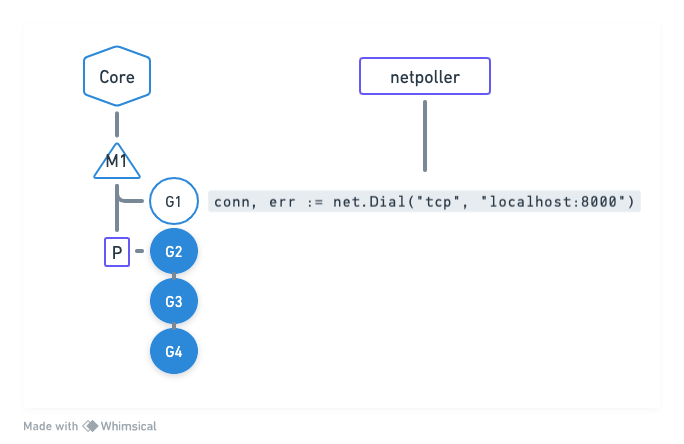 Core
netpoller
M1
G1
conn, err := net.Dial("tcp", "localhost:8000")
P
G2
G3
G4
Made with Whimsical